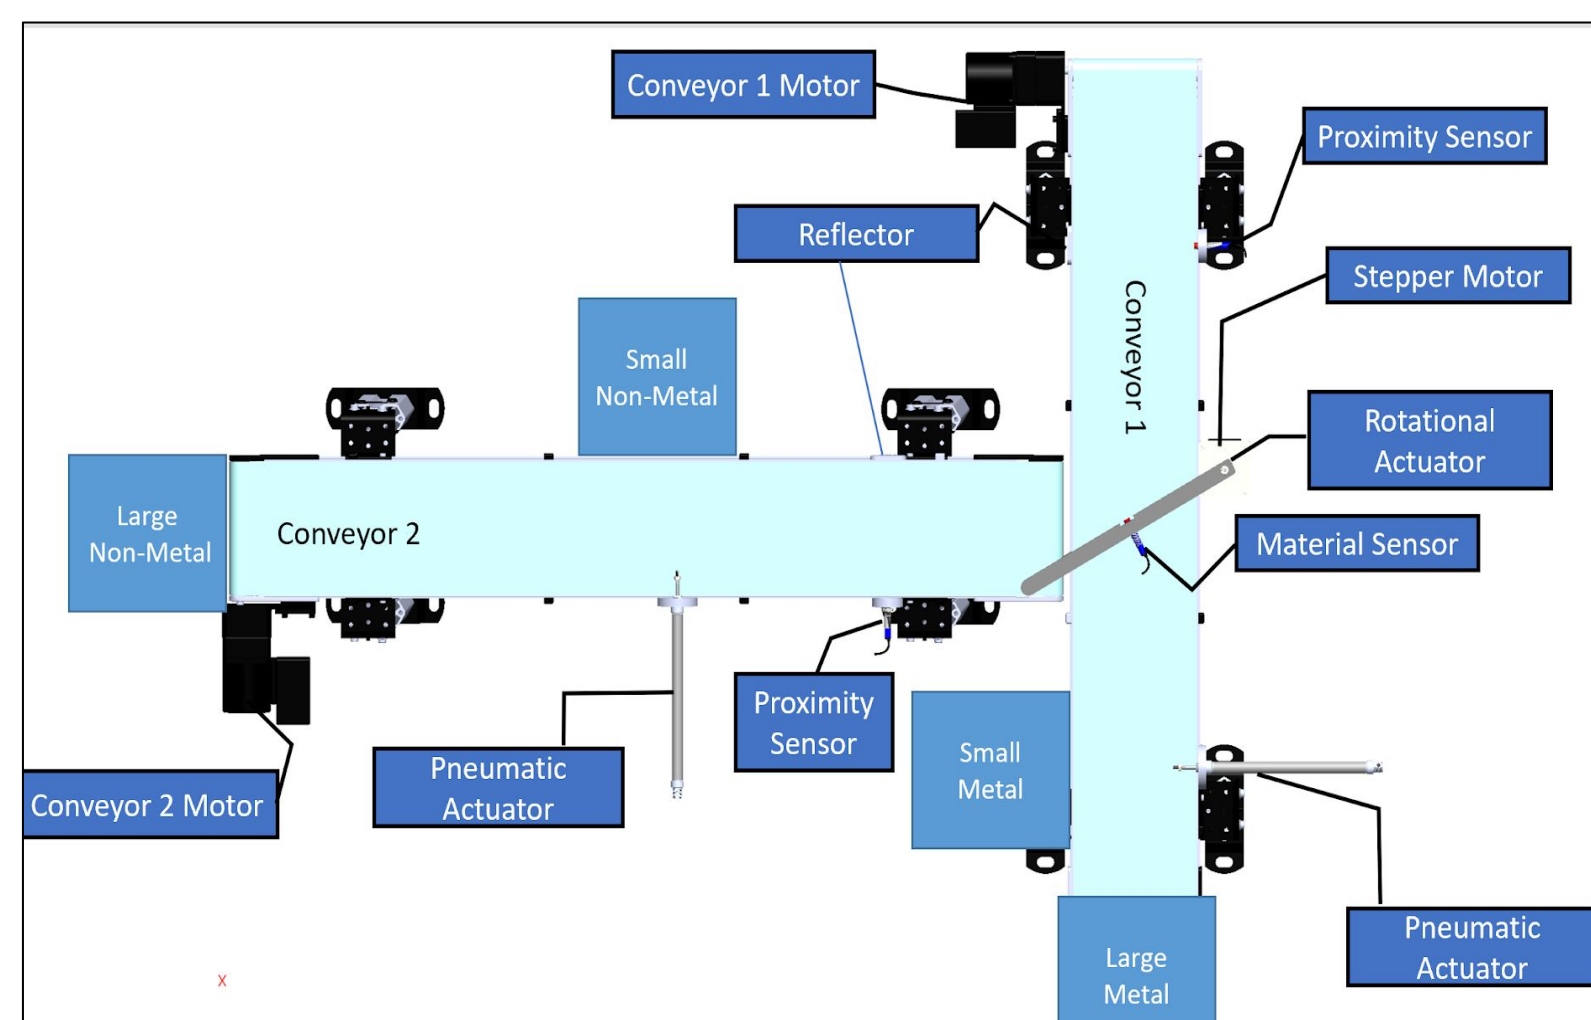 Conveyor 1 Motor
Proximity Sensor
Reflector
Stepper Motor
Conveyor 1
Small
Non-Metal
Rotational
Actuator
Large
Non-Metal
Conveyor 2
Material Sensor
Proximity
Sensor
Pneumatic
Actuator
Small
Metal
Conveyor 2 Motor
Pneumatic
Actuator
Large
Metal
X